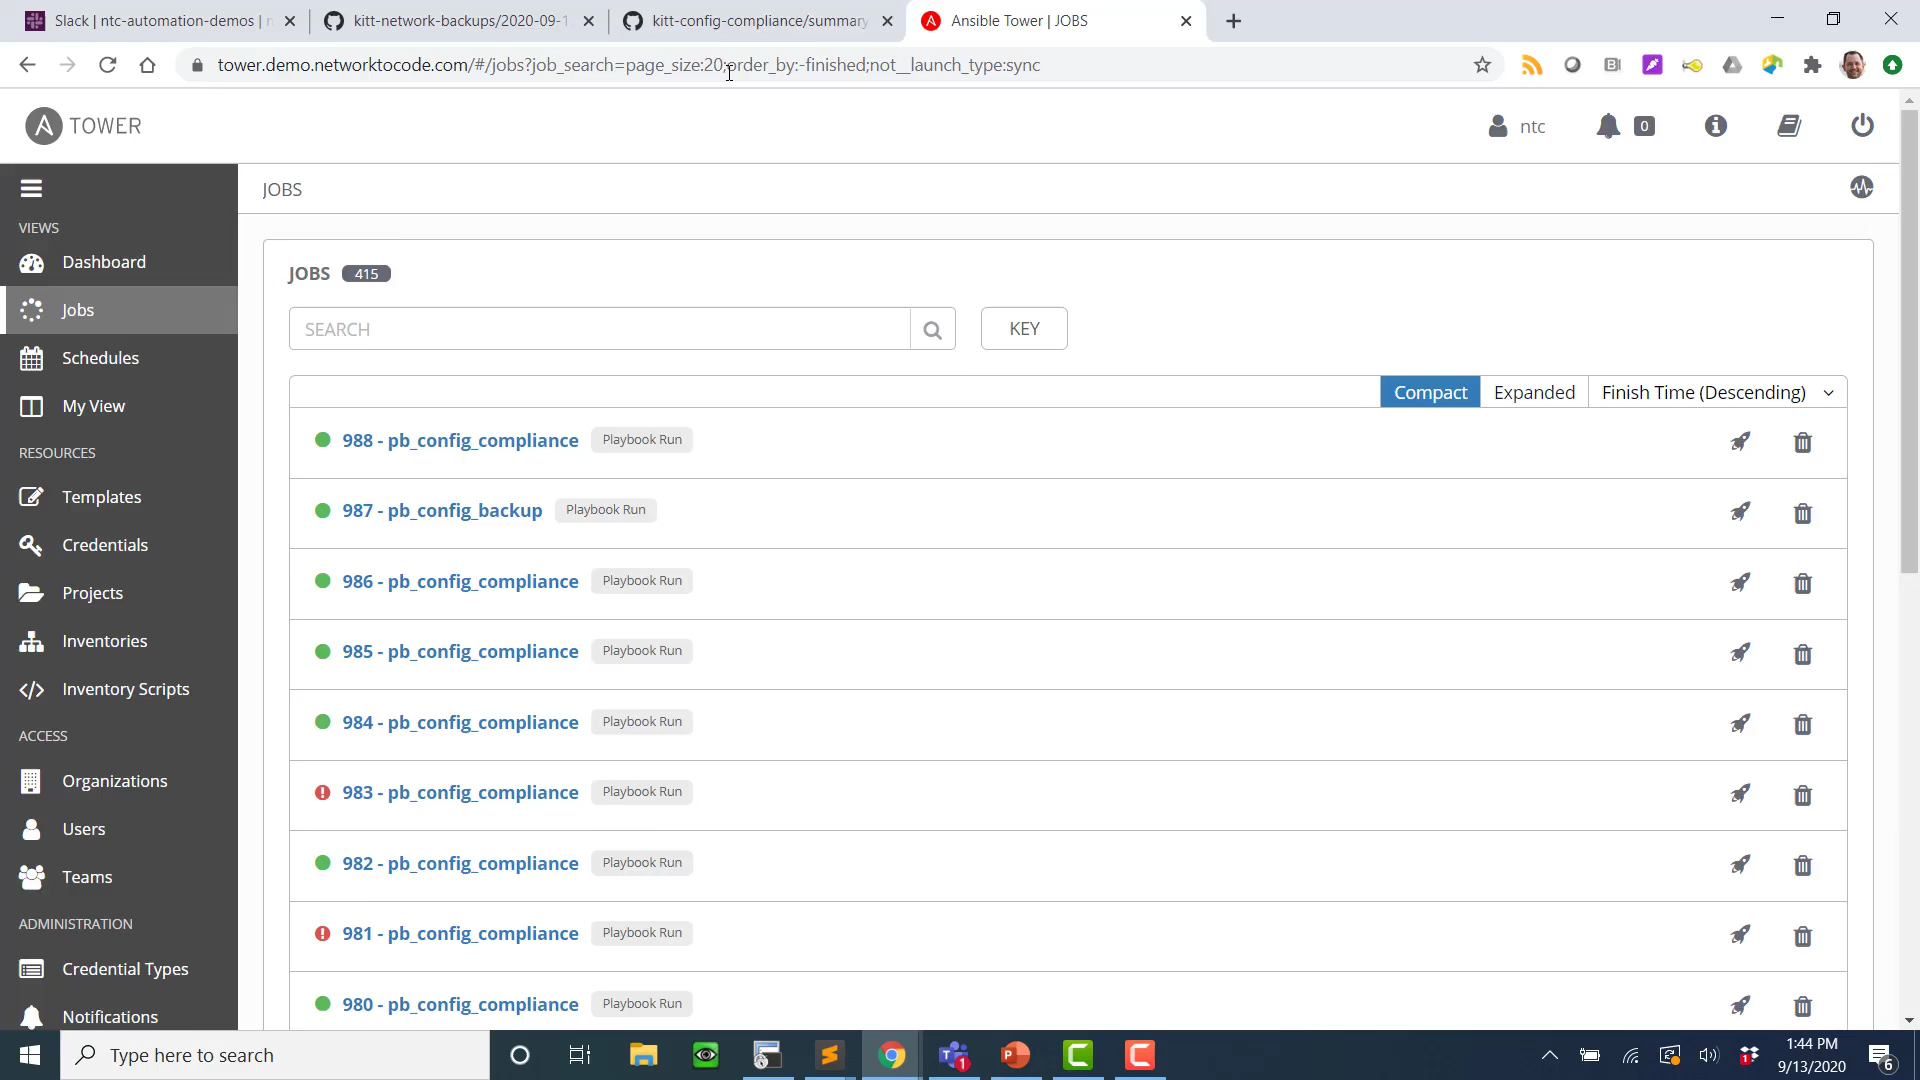 Slack | ntc-automation-demos | n
kitt-network-backups/2020-09-1
kitt-config-compliance/summary
Ansible Tower | JOBS
tower.demo.networktocode.com/#/jobs?job_search=page_size:20;order_by:-finished;not__launch_type:sync
TOWER
ntc
0
VIEWS
Dashboard
Jobs
Schedules
My View
RESOURCES
Templates
Credentials
Projects
Inventories
Inventory Scripts
ACCESS
Organizations
Users
Teams
ADMINISTRATION
Credential Types
Notifications
JOBS
JOBS 415
SEARCH
KEY
Compact Expanded Finish Time (Descending)
988 - pb_config_compliance Playbook Run
987 - pb_config_backup Playbook Run
986 - pb_config_compliance Playbook Run
985 - pb_config_compliance Playbook Run
984 - pb_config_compliance Playbook Run
983 - pb_config_compliance Playbook Run
982 - pb_config_compliance Playbook Run
981 - pb_config_compliance Playbook Run
980 - pb_config_compliance Playbook Run
Type here to search
1:44 PM
9/13/2020
6